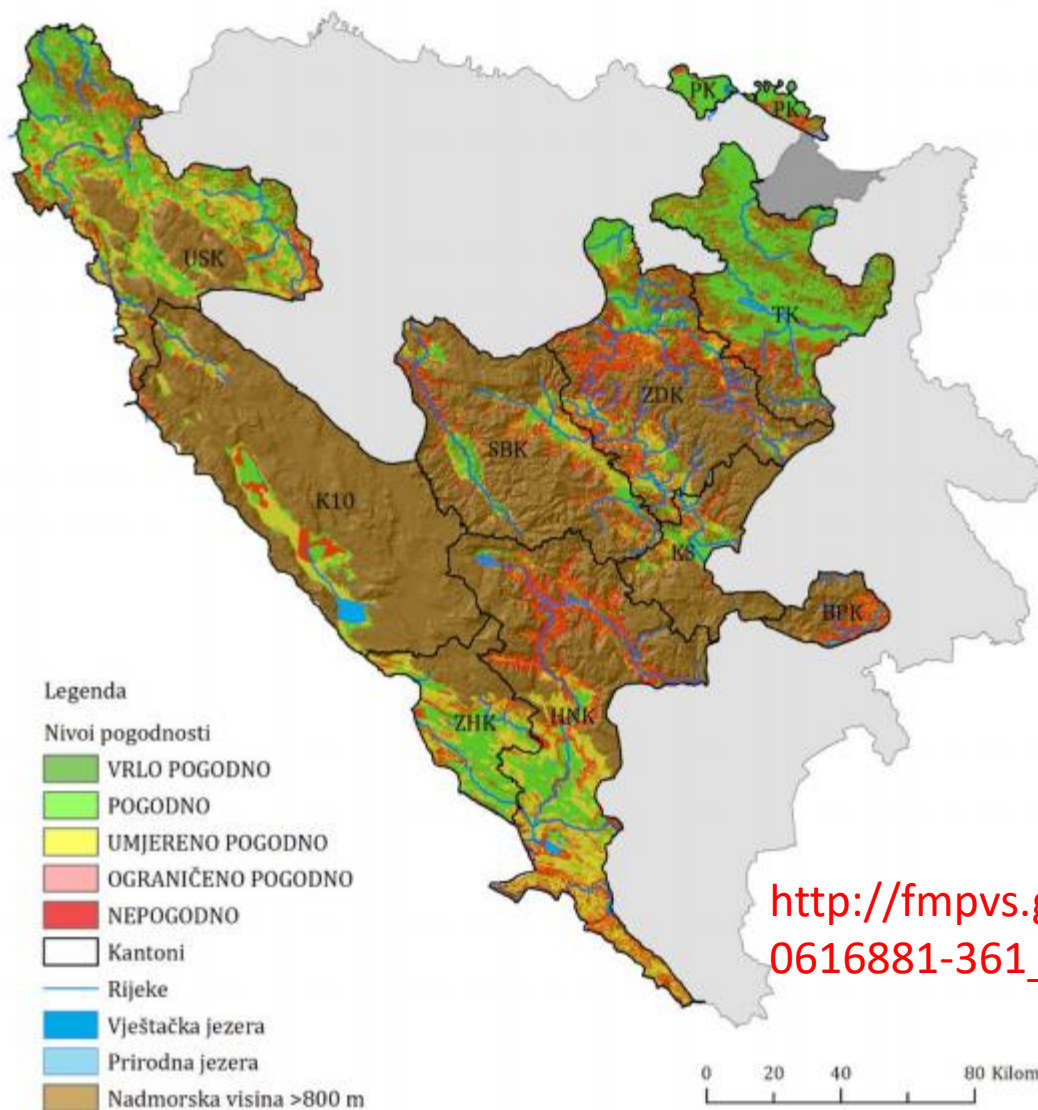 PK
PK
USK
TK
ZDK
SBK
K10
KS
BPK
ZHK
HNK
Legenda
Nivoi pogodnosti
VRLO POGODNO
POGODNO
UMJERENO POGODNO
OGRANIČENO POGODNO
NEPOGODNO
Kantoni
Rijeke
Vještačka jezera
Prirodna jezera
Nadmorska visina >800 m
http://fmpvs.g
0616881-361_
0 20 40 80 Kilom